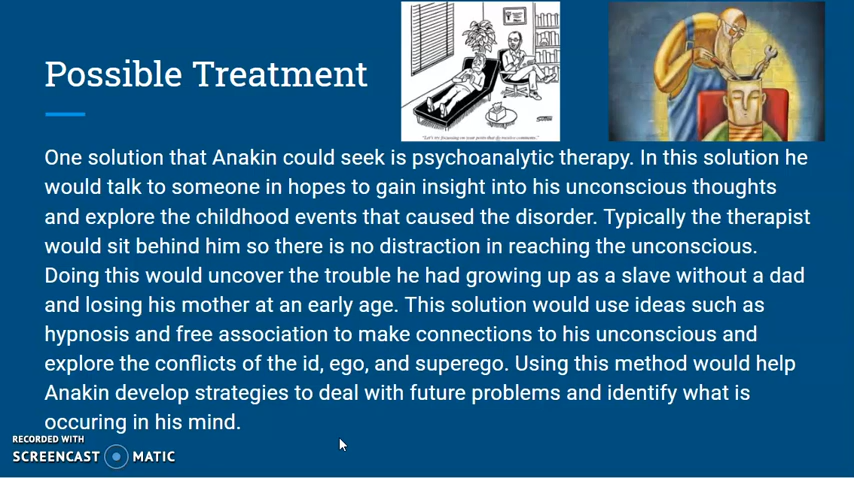 Possible Treatment
One solution that Anakin could seek is psychoanalytic therapy. In this solution he
would talk to someone in hopes to gain insight into his unconscious thoughts
and explore the childhood events that caused the disorder. Typically the therapist
would sit behind him so there is no distraction in reaching the unconscious.
Doing this would uncover the trouble he had growing up as a slave without a dad
and losing his mother at an early age. This solution would use ideas such as
hypnosis and free association to make connections to his unconscious and
explore the conflicts of the id, ego, and superego. Using this method would help
Anakin develop strategies to deal with future problems and identify what is
occuring in his mind.
RECORDED WITH
SCREENCAST MATIC